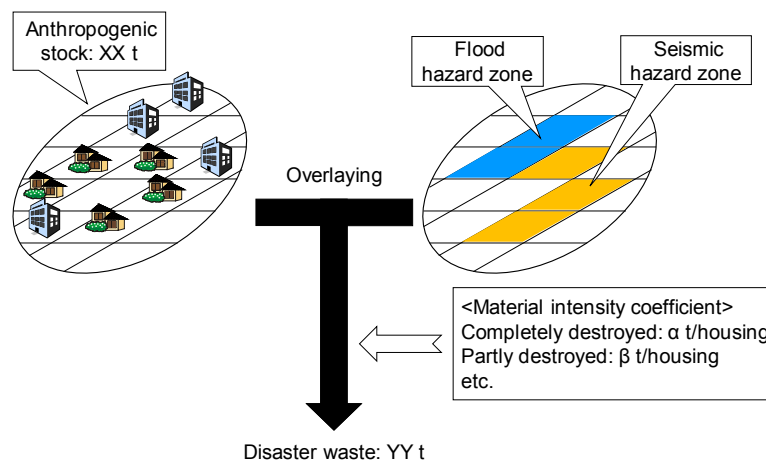 Anthropogenic
stock: XX t
Flood
hazard zone
Seismic
hazard zone
Overlaying
<Material intensity coefficient>
Completely destroyed: α t/housing
Partly destroyed: β t/housing
etc.
Disaster waste: YY t